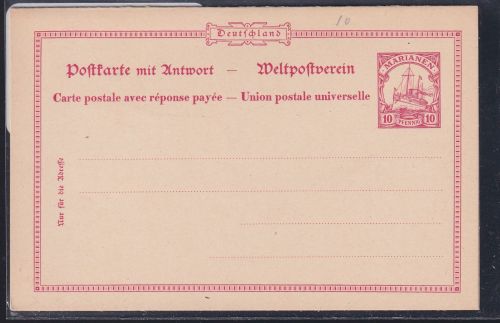 10
Deutschland
Postkarte mit Antwort — Weltpostverein
Carte postale avec réponse payée — Union postale universelle
MARIANEN
10 PFENNIG 10
Nur für die Adresse